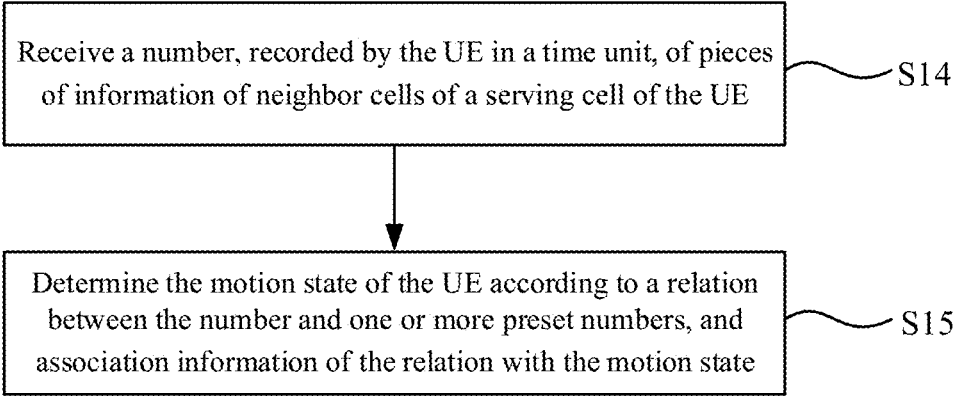 Receive a number, recorded by the UE in a time unit, of pieces
of information of neighbor cells of a serving cell of the UE
S14
Determine the motion state of the UE according to a relation
between the number and one or more preset numbers, and
association information of the relation with the motion state
S15